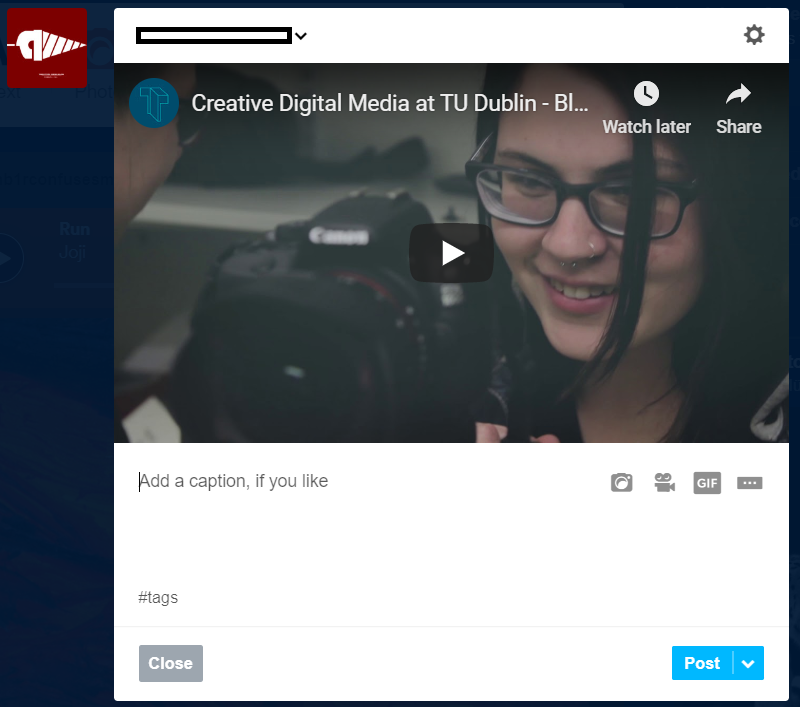 Creative Digital Media at TU Dublin - Bl...
Watch later
Share
Canon
Run
Joji
Add a caption, if you like
GIF
#tags
Close
Post